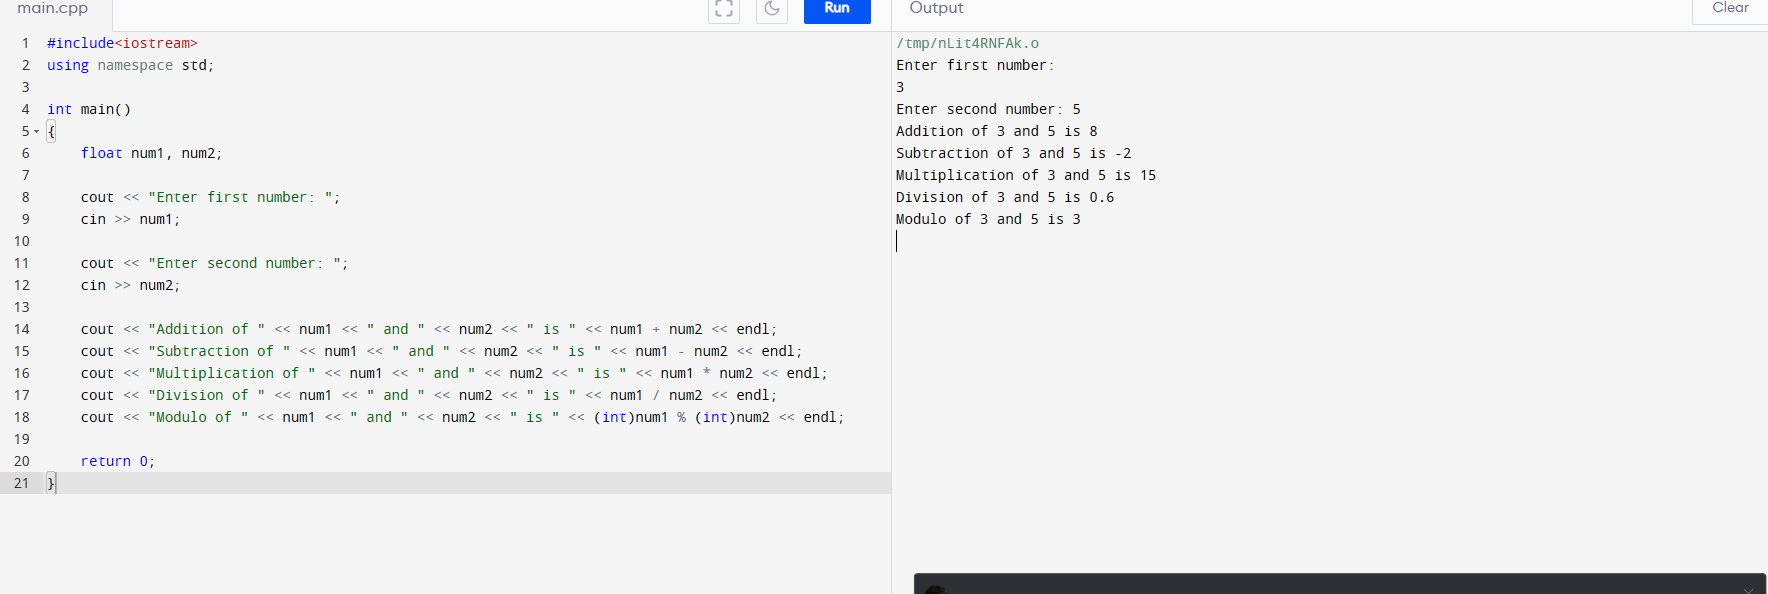 main.cpp
Run
1 #include<iostream>
2 using namespace std;
3
4 int main()
5 {
6     float num1, num2;
7
8     cout << "Enter first number: ";
9     cin >> num1;
10
11     cout << "Enter second number: ";
12     cin >> num2;
13
14     cout << "Addition of " << num1 << " and " << num2 << " is " << num1 + num2 << endl;
15     cout << "Subtraction of " << num1 << " and " << num2 << " is " << num1 - num2 << endl;
16     cout << "Multiplication of " << num1 << " and " << num2 << " is " << num1 * num2 << endl;
17     cout << "Division of " << num1 << " and " << num2 << " is " << num1 / num2 << endl;
18     cout << "Modulo of " << num1 << " and " << num2 << " is " << (int)num1 % (int)num2 << endl;
19
20     return 0;
21 }
Output
Clear
/tmp/nLit4RNFAk.o
Enter first number:
3
Enter second number: 5
Addition of 3 and 5 is 8
Subtraction of 3 and 5 is -2
Multiplication of 3 and 5 is 15
Division of 3 and 5 is 0.6
Modulo of 3 and 5 is 3